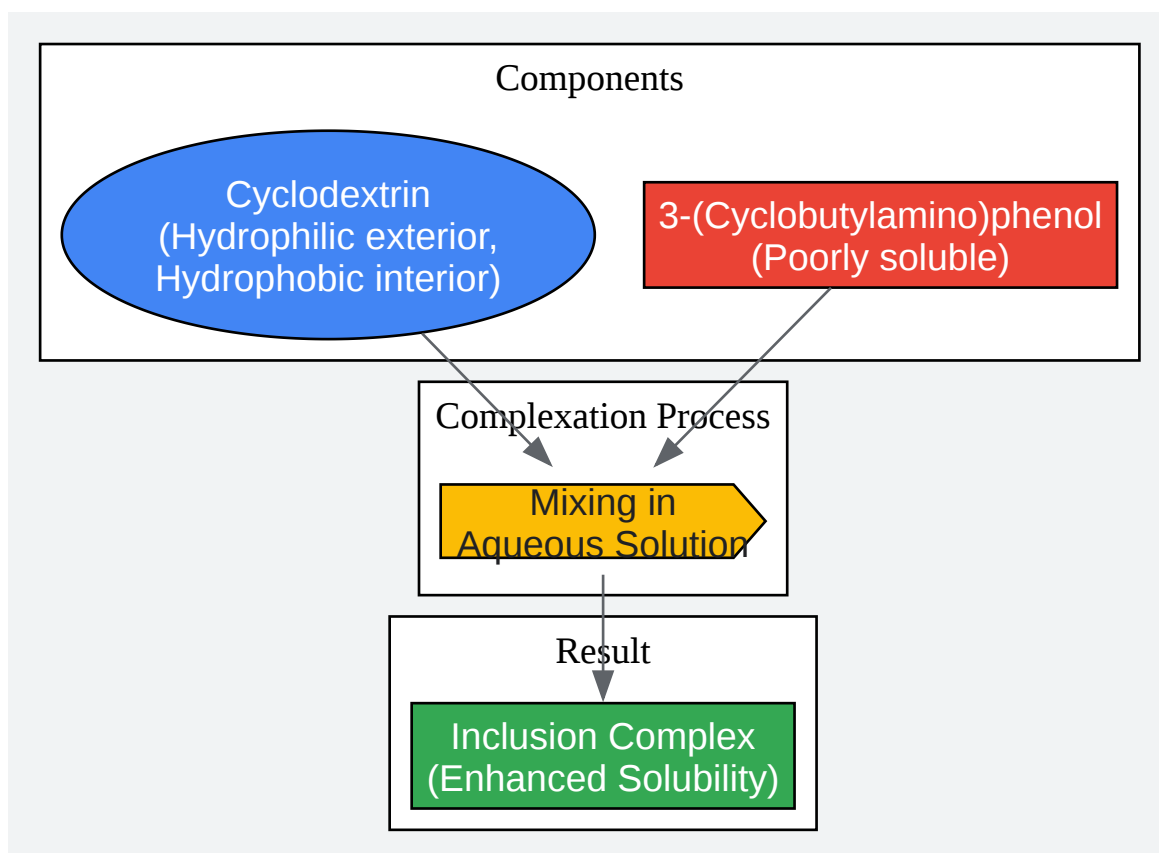 Components
Cyclodextrin
(Hydrophilic exterior,
Hydrophobic interior)
3-(Cyclobutylamino)phenol
(Poorly soluble)
Complexation Process
Mixing in
Aqueous Solution
Result
Inclusion Complex
(Enhanced Solubility)